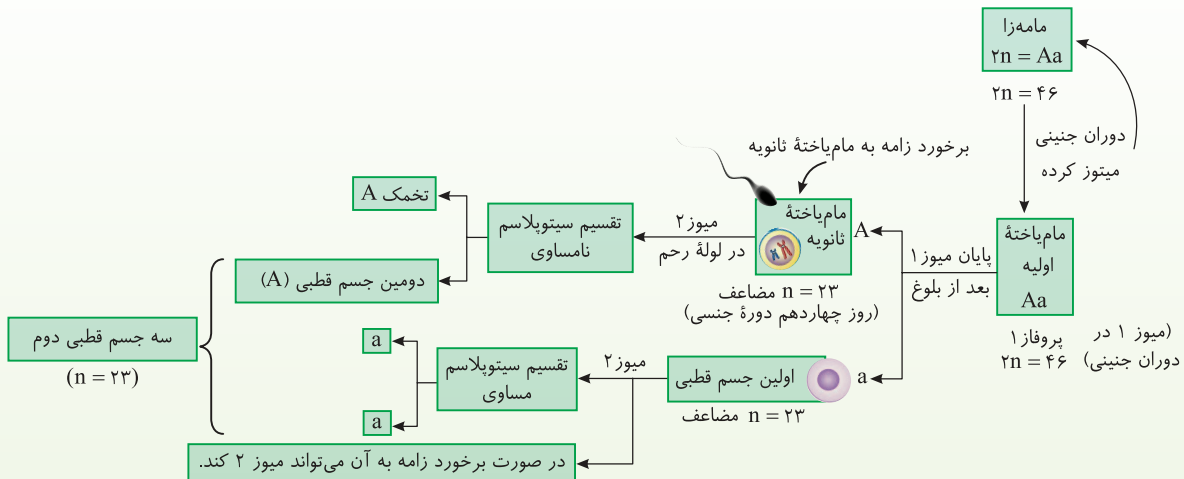 مامه‌زا
۲n = Aa
۲n = ۴۶
دوران جنینی
میتوز کرده
مام‌یاختهٔ
اولیه
Aa
پروفاز۱
۲n = ۴۶
(میوز ۱ در
دوران جنینی)
پایان میوز۱
بعد از بلوغ
A
a
برخورد زامه به مام‌یاختهٔ ثانویه
مام‌یاختهٔ
ثانویه
n = ۲۳ مضاعف
(روز چهاردهم دورهٔ جنسی)
میوز۲
در لولهٔ رحم
تقسیم سیتوپلاسم
نامساوی
تخمک A
دومین جسم قطبی (A)
اولین جسم قطبی
n = ۲۳ مضاعف
میوز۲
تقسیم سیتوپلاسم
مساوی
a
a
در صورت برخورد زامه به آن می‌تواند میوز ۲ کند.
سه جسم قطبی دوم
(n = ۲۳)